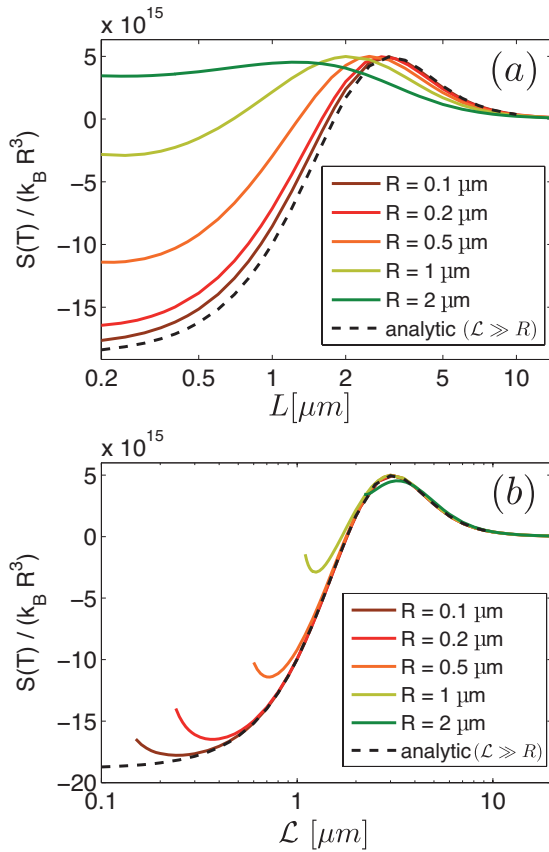 x 10^15
(a)
5
0
−5
−10
−15
S(T) / (k_B R^3)
R = 0.1 µm
R = 0.2 µm
R = 0.5 µm
R = 1 µm
R = 2 µm
analytic (ℒ ≫ R)
0.2 0.5 1 2 5 10
L[µm]
x 10^15
(b)
5
0
−5
−10
−15
−20
S(T) / (k_B R^3)
R = 0.1 µm
R = 0.2 µm
R = 0.5 µm
R = 1 µm
R = 2 µm
analytic (ℒ ≫ R)
0.1 1 10
ℒ [µm]